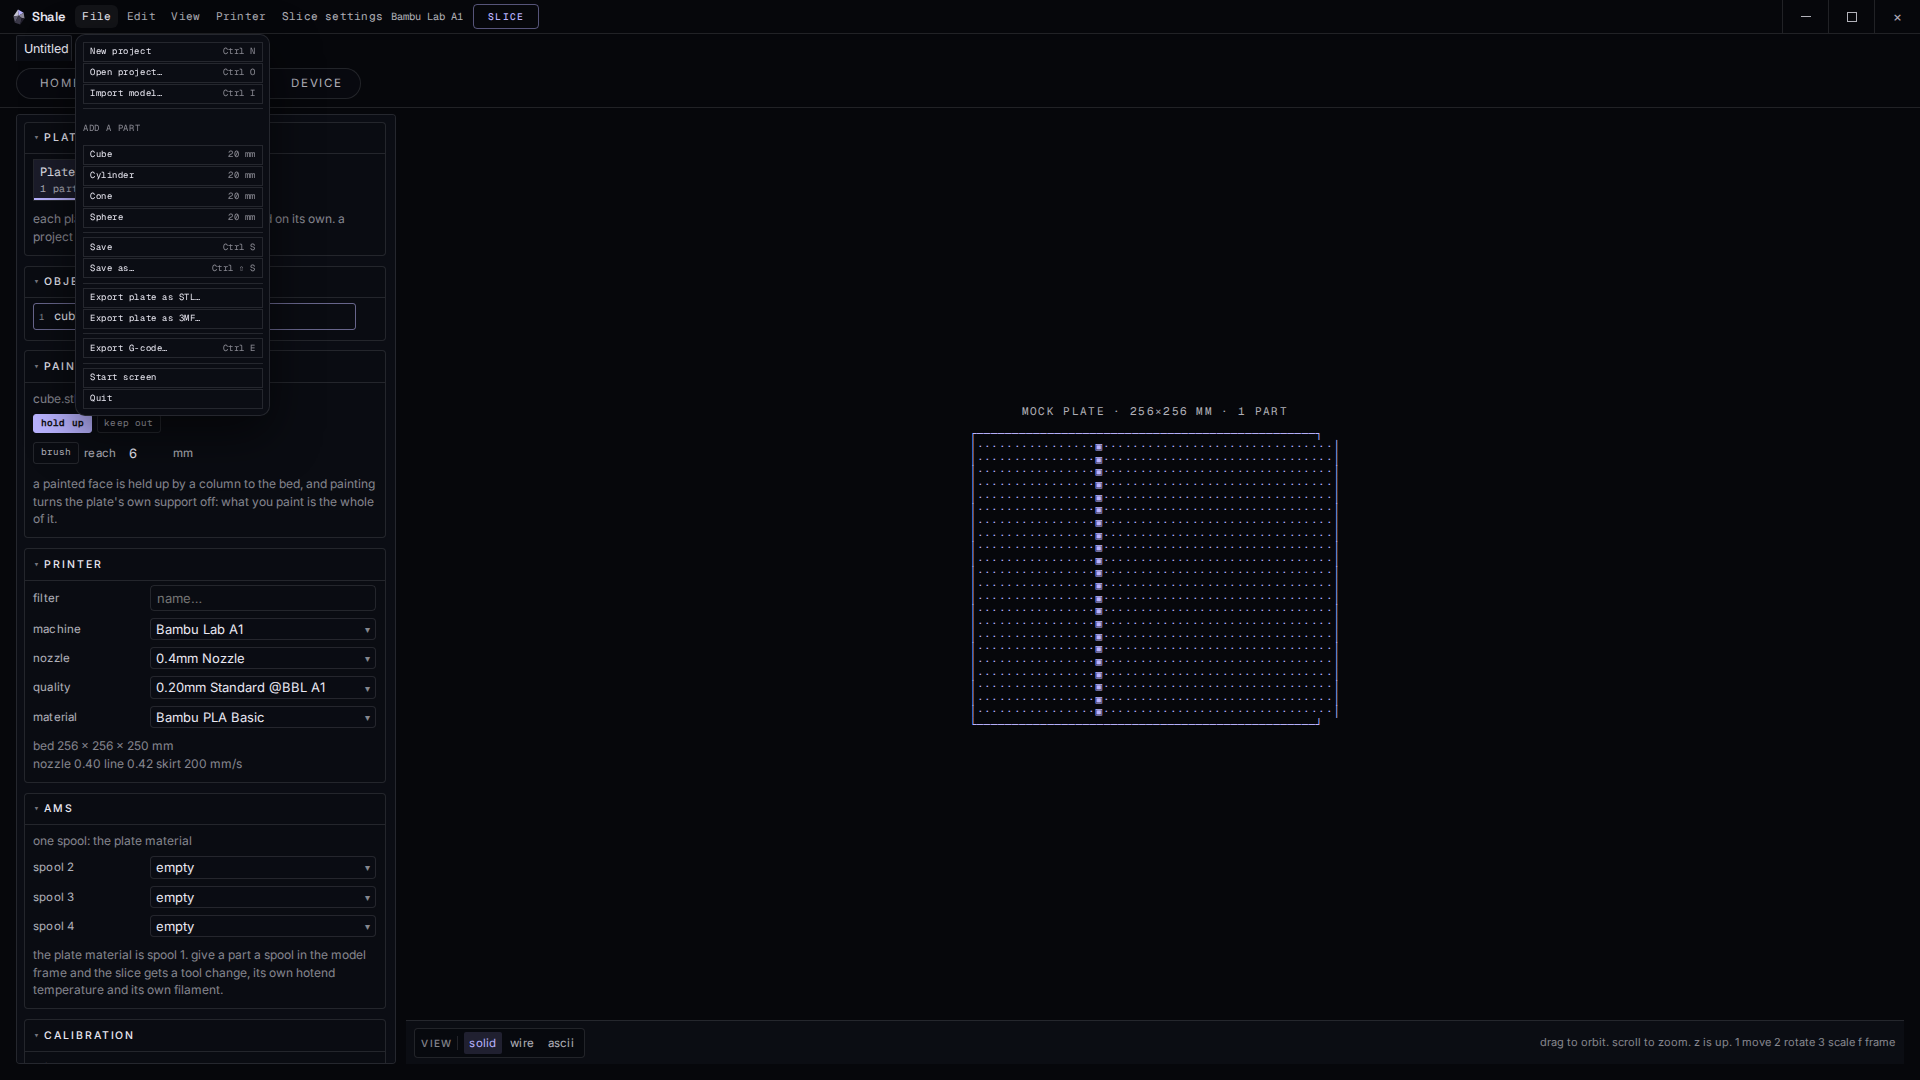 Shale File Edit View Printer Slice settings Bambu Lab A1 SLICE
Untitled
New project Ctrl N
Open project… Ctrl O
Import model… Ctrl I
ADD A PART
Cube 20 mm
Cylinder 20 mm
Cone 20 mm
Sphere 20 mm
Save Ctrl S
Save as… Ctrl ⇧ S
Export plate as STL…
Export plate as 3MF…
Export G-code… Ctrl E
Start screen
Quit
HOM DEVICE
PLAT
Plate
1 part
each pl on its own. a
project
OBJE
1 cub
PAIN
cube.st
hold up keep out
brush reach 6 mm
a painted face is held up by a column to the bed, and painting
turns the plate's own support off: what you paint is the whole
of it.
PRINTER
filter name...
machine Bambu Lab A1
nozzle 0.4mm Nozzle
quality 0.20mm Standard @BBL A1
material Bambu PLA Basic
bed 256 × 256 × 250 mm
nozzle 0.40 line 0.42 skirt 200 mm/s
AMS
one spool: the plate material
spool 2 empty
spool 3 empty
spool 4 empty
the plate material is spool 1. give a part a spool in the model
frame and the slice gets a tool change, its own hotend
temperature and its own filament.
CALIBRATION
MOCK PLATE · 256×256 MM · 1 PART
VIEW solid wire ascii
drag to orbit. scroll to zoom. z is up. 1 move 2 rotate 3 scale f frame